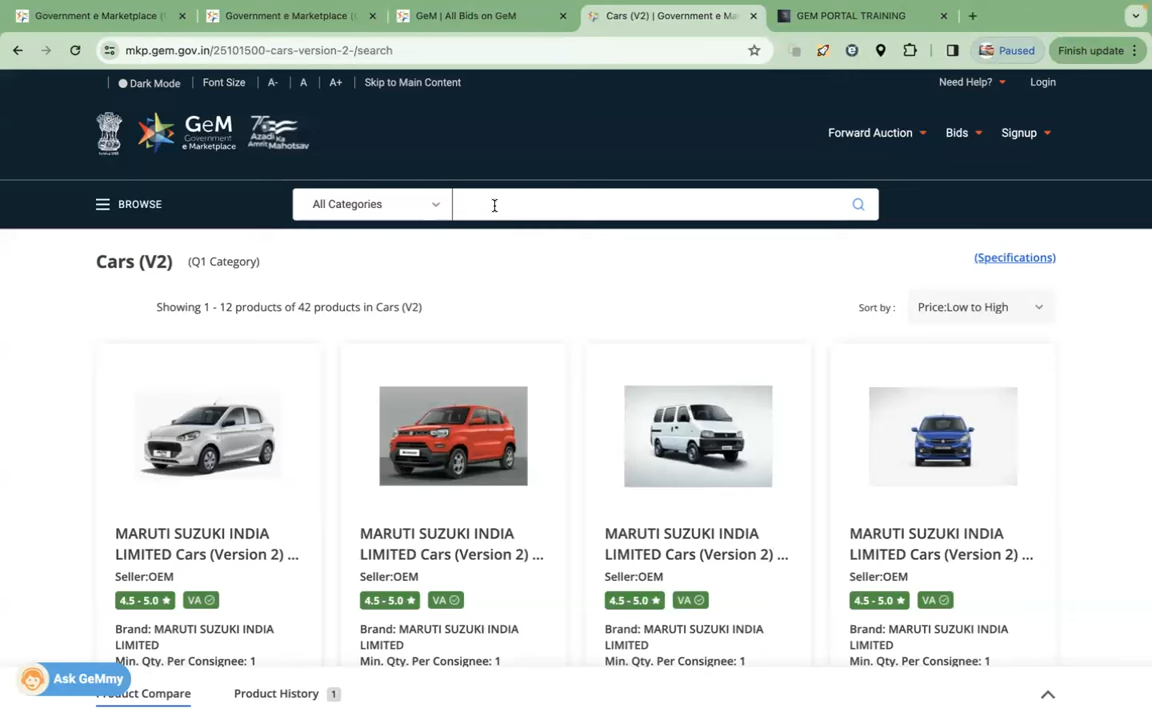 Government e Marketplace (
Government e Marketplace (
GeM | All Bids on GeM
Cars (V2) | Government e Ma
GEM PORTAL TRAINING
mkp.gem.gov.in/25101500-cars-version-2-/search
Paused
Finish update
Dark Mode
Font Size
A-
A
A+
Skip to Main Content
Need Help?
Login
GeM
Government
e Marketplace
Azadi Ka
Amrit Mahotsav
Forward Auction
Bids
Signup
BROWSE
All Categories
Cars (V2)
(Q1 Category)
(Specifications)
Showing 1 - 12 products of 42 products in Cars (V2)
Sort by :
Price:Low to High
MARUTI SUZUKI INDIA
LIMITED Cars (Version 2) ...
Seller:OEM
4.5 - 5.0 ★
VA
Brand: MARUTI SUZUKI INDIA
LIMITED
Min. Qty. Per Consignee: 1
MARUTI SUZUKI INDIA
LIMITED Cars (Version 2) ...
Seller:OEM
4.5 - 5.0 ★
VA
Brand: MARUTI SUZUKI INDIA
LIMITED
Min. Qty. Per Consignee: 1
MARUTI SUZUKI INDIA
LIMITED Cars (Version 2) ...
Seller:OEM
4.5 - 5.0 ★
VA
Brand: MARUTI SUZUKI INDIA
LIMITED
Min. Qty. Per Consignee: 1
MARUTI SUZUKI INDIA
LIMITED Cars (Version 2) ...
Seller:OEM
4.5 - 5.0 ★
VA
Brand: MARUTI SUZUKI INDIA
LIMITED
Min. Qty. Per Consignee: 1
Ask GeMmy
Compare
Product History 1